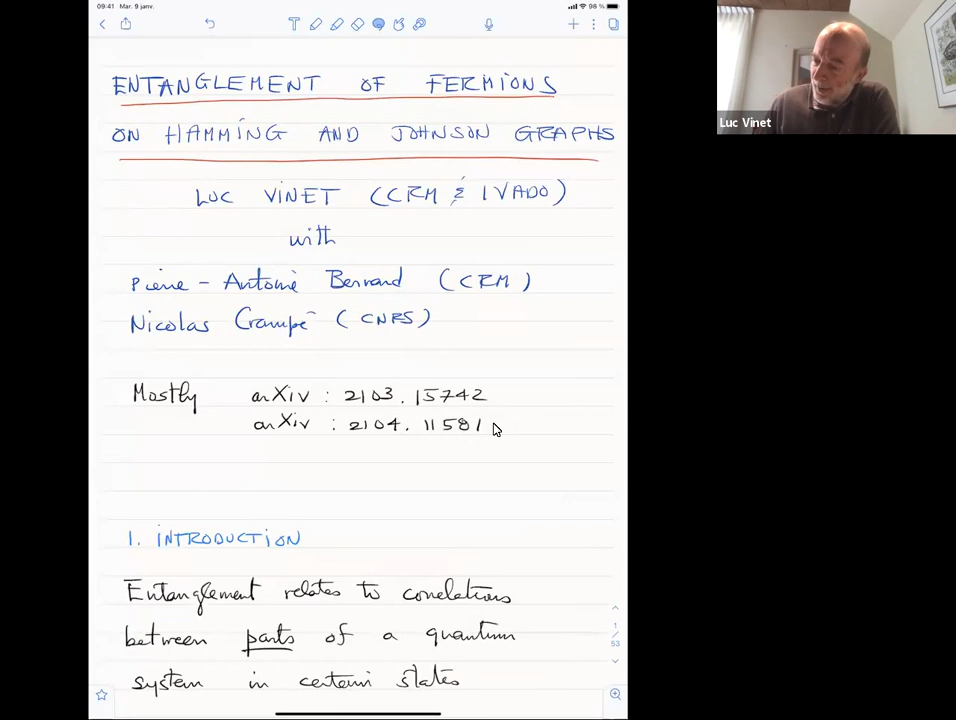 09:41 Mar. 9 janv.
98 %
ENTANGLEMENT OF FERMIONS
ON HAMMING AND JOHNSON GRAPHS
LUC VINET (CRM & IVADO)
with
Pierre-Antoine Bernard (CRM)
Nicolas Crampé (CNRS)
Mostly arXiv : 2103.15742
arXiv : 2104.11581
1. INTRODUCTION
Entanglement relates to correlations
between parts of a quantum
system in certain states
1
/
53
Luc Vinet